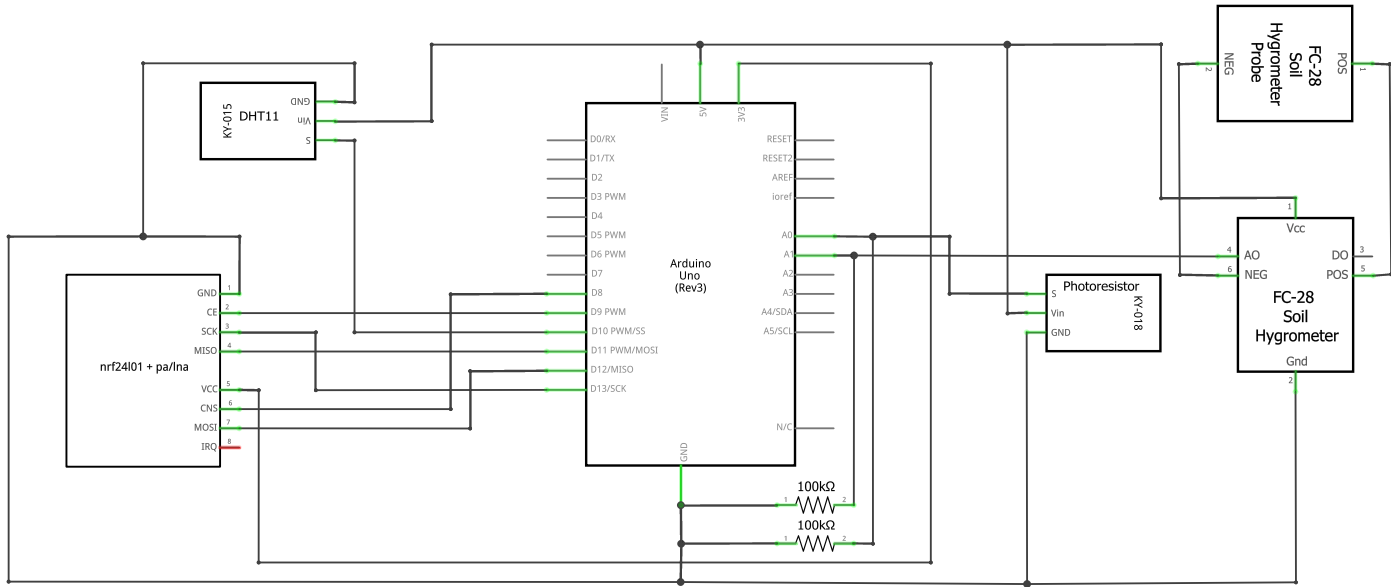 KY-015
DHT11
GND
Vin
S
nrf24l01 + pa/lna
GND 1
CE 2
SCK 3
MISO 4
VCC 5
CNS 6
MOSI 7
IRQ 8
VIN
5V
3V3
D0/RX
D1/TX
D2
D3 PWM
D4
D5 PWM
D6 PWM
D7
D8
D9 PWM
D10 PWM/SS
D11 PWM/MOSI
D12/MISO
D13/SCK
Arduino
Uno
(Rev3)
RESET
RESET2
AREF
ioref
A0
A1
A2
A3
A4/SDA
A5/SCL
N/C
GND
100kΩ
1 2
100kΩ
1 2
Photoresistor
KY-018
S
Vin
GND
FC-28
Soil
Hygrometer
Probe
NEG 2
POS 1
1
Vcc
4 AO
6 NEG
DO 3
POS 5
FC-28
Soil
Hygrometer
Gnd
2